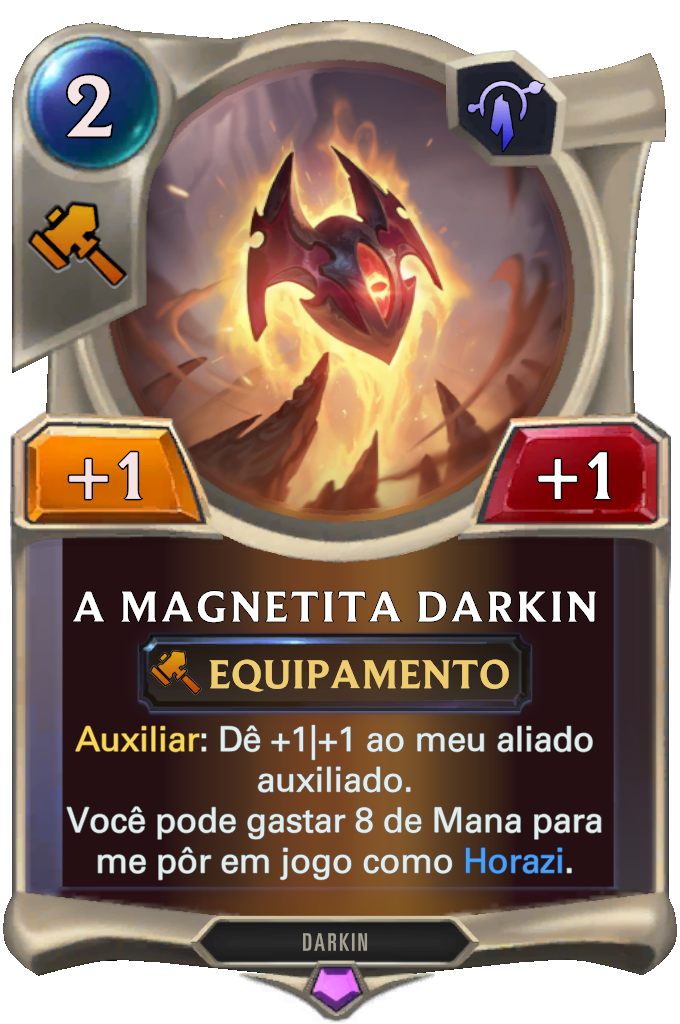 2
+1
+1
A MAGNETITA DARKIN
EQUIPAMENTO
Auxiliar: Dê +1|+1 ao meu aliado
auxiliado.
Você pode gastar 8 de Mana para
me pôr em jogo como Horazi.
DARKIN